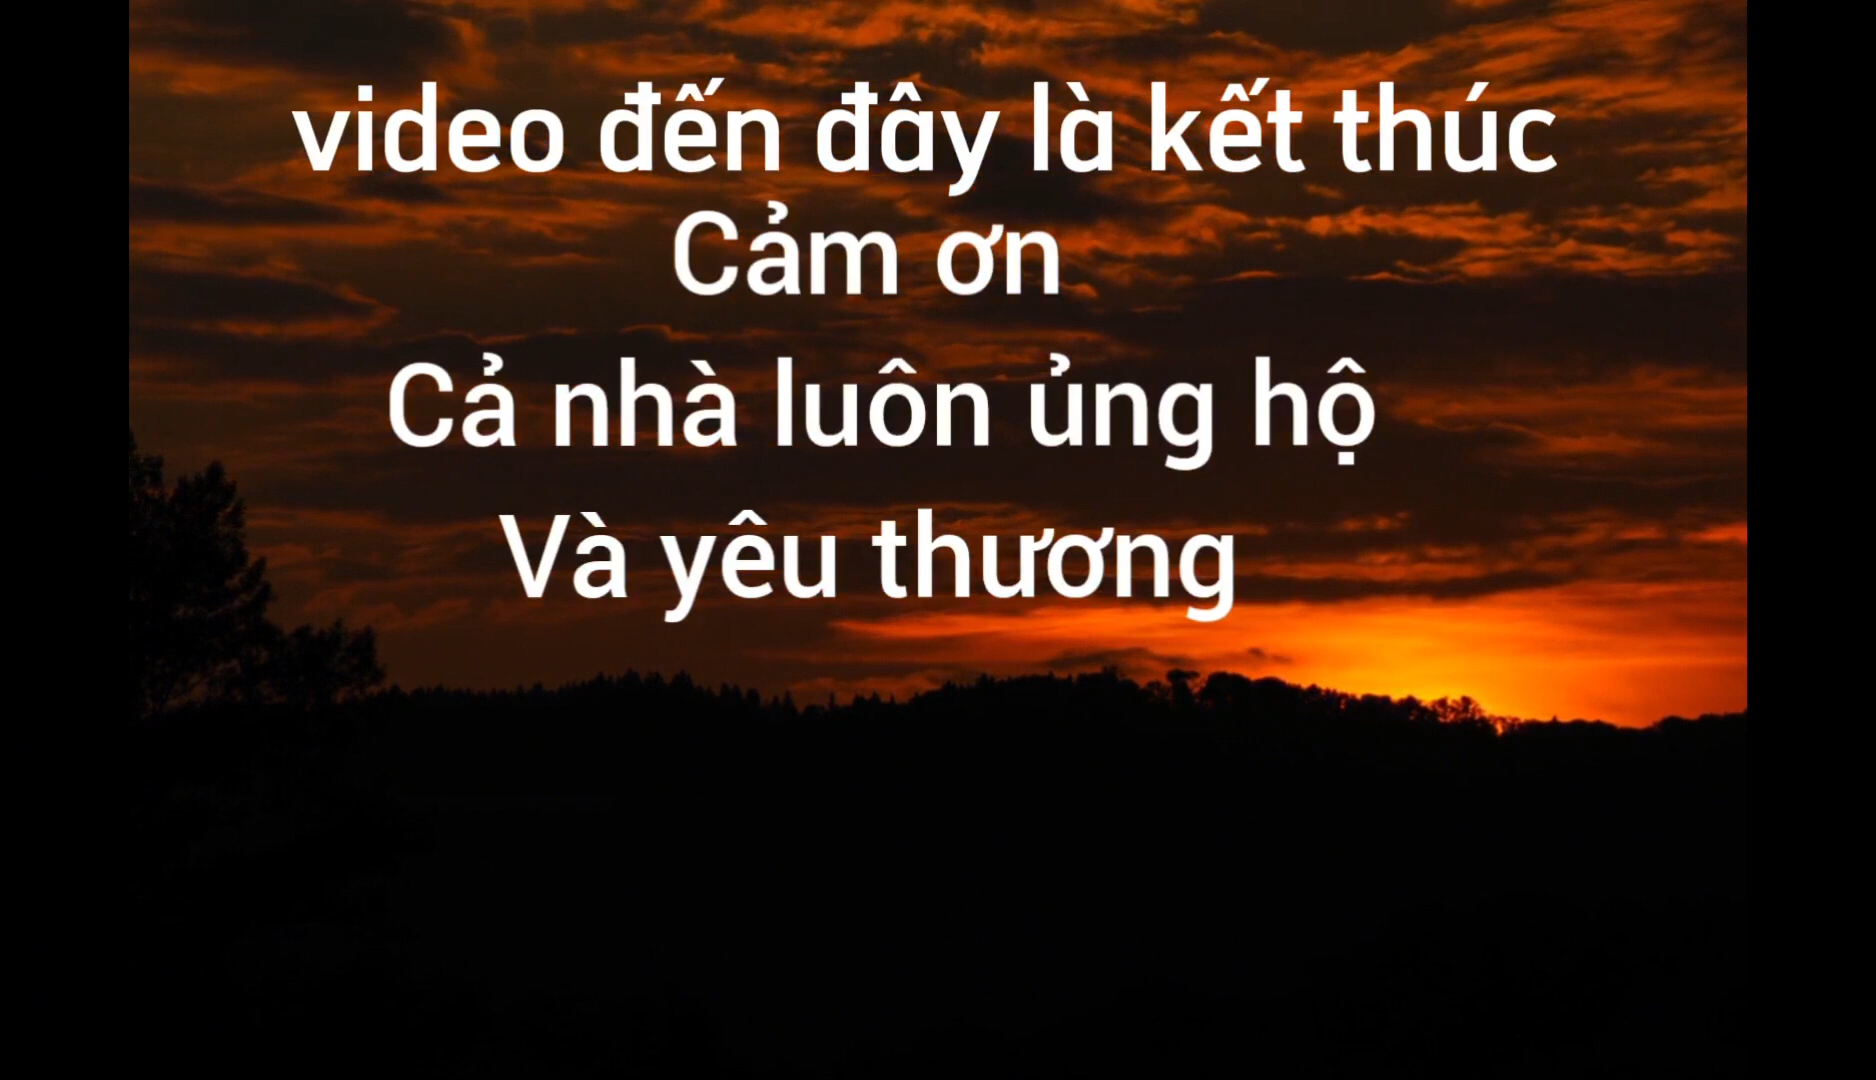 video đến đây là kết thúc
Cảm ơn
Cả nhà luôn ủng hộ
Và yêu thương